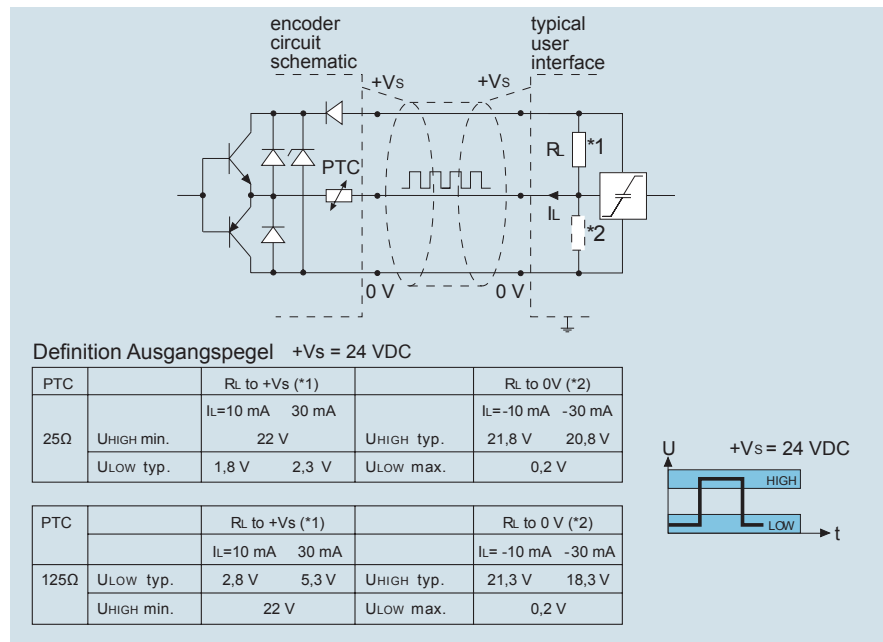 encoder
circuit
schematic
typical
user
interface
+Vs
+Vs
RL
*1
PTC
IL
*2
0 V
0 V
Definition Ausgangspegel +Vs = 24 VDC
PTC RL to +Vs (*1) RL to 0V (*2)
IL=10 mA 30 mA IL=-10 mA -30 mA
25Ω UHIGH min. 22 V UHIGH typ. 21,8 V 20,8 V
ULOW typ. 1,8 V 2,3 V ULOW max. 0,2 V
U +Vs = 24 VDC
HIGH
LOW
t
PTC RL to +Vs (*1) RL to 0 V (*2)
IL=10 mA 30 mA IL= -10 mA -30 mA
125Ω ULOW typ. 2,8 V 5,3 V UHIGH typ. 21,3 V 18,3 V
UHIGH min. 22 V ULOW max. 0,2 V